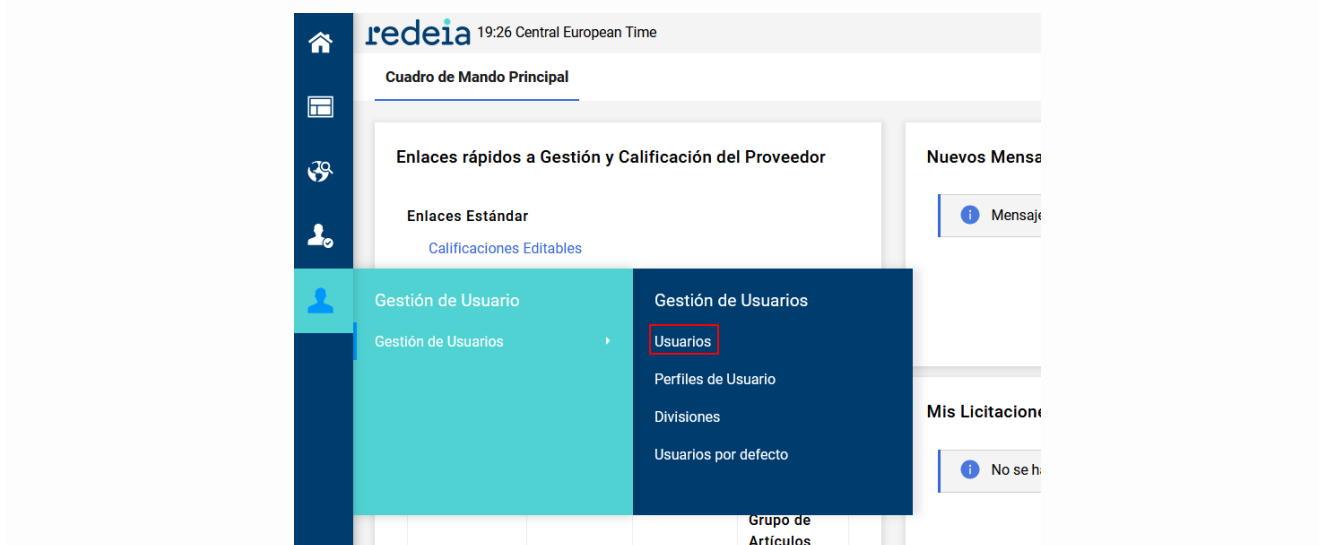 redeia 19:26 Central European Time
Cuadro de Mando Principal
Enlaces rápidos a Gestión y Calificación del Proveedor
Nuevos Mensa
Enlaces Estándar
Mensaje
Calificaciones Editables
Gestión de Usuario
Gestión de Usuarios
Gestión de Usuarios
Usuarios
Perfiles de Usuario
Divisiones
Usuarios por defecto
Mis Licitacione
No se ha
Grupo de
Artículos